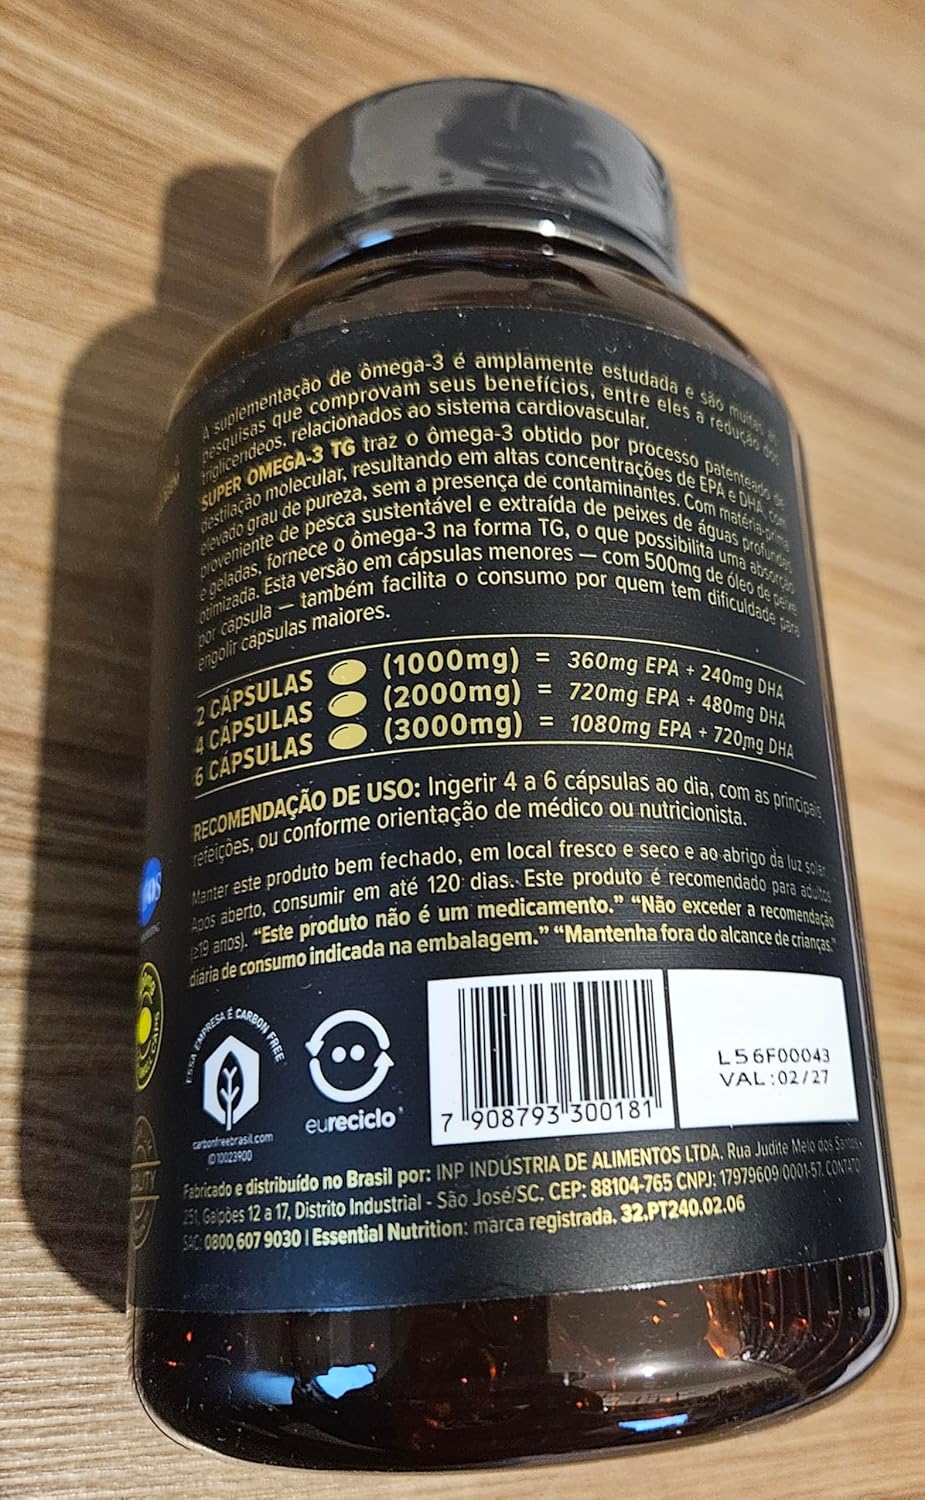 A suplementação de ômega-3 é amplamente estudada e são muitas as
pesquisas que comprovam seus benefícios, entre eles a redução dos
triglicerídeos, relacionados ao sistema cardiovascular.
SUPER OMEGA-3 TG traz o ômega-3 obtido por processo patenteado de
destilação molecular, resultando em altas concentrações de EPA e DHA, com
elevado grau de pureza, sem a presença de contaminantes. Com matéria-prima
proveniente de pesca sustentável e extraída de peixes de águas profundas
e geladas, fornece o ômega-3 na forma TG, o que possibilita uma absorção
otimizada. Esta versão em cápsulas menores — com 500mg de óleo de peixe
por cápsula — também facilita o consumo por quem tem dificuldade para
engolir cápsulas maiores.
2 CÁPSULAS (1000mg) = 360mg EPA + 240mg DHA
4 CÁPSULAS (2000mg) = 720mg EPA + 480mg DHA
6 CÁPSULAS (3000mg) = 1080mg EPA + 720mg DHA
RECOMENDAÇÃO DE USO: Ingerir 4 a 6 cápsulas ao dia, com as principais
refeições, ou conforme orientação de médico ou nutricionista.
Manter este produto bem fechado, em local fresco e seco e ao abrigo da luz solar.
Após aberto, consumir em até 120 dias. Este produto é recomendado para adultos
(≥19 anos). “Este produto não é um medicamento.” “Não exceder a recomendação
diária de consumo indicada na embalagem.” “Mantenha fora do alcance de crianças.”
ESSA EMPRESA É CARBON FREE
carbonfreebrasil.com
ID10023900
eureciclo
7 908793 300181
L56F00043
VAL:02/27
Fabricado e distribuído no Brasil por: INP INDÚSTRIA DE ALIMENTOS LTDA. Rua Judite Melo dos Santos,
251, Galpões 12 a 17, Distrito Industrial - São José/SC. CEP: 88104-765 CNPJ: 17979609/0001-57. CONTATO
SAC: 0800 607 9030 | Essential Nutrition: marca registrada. 32.PT240.02.06